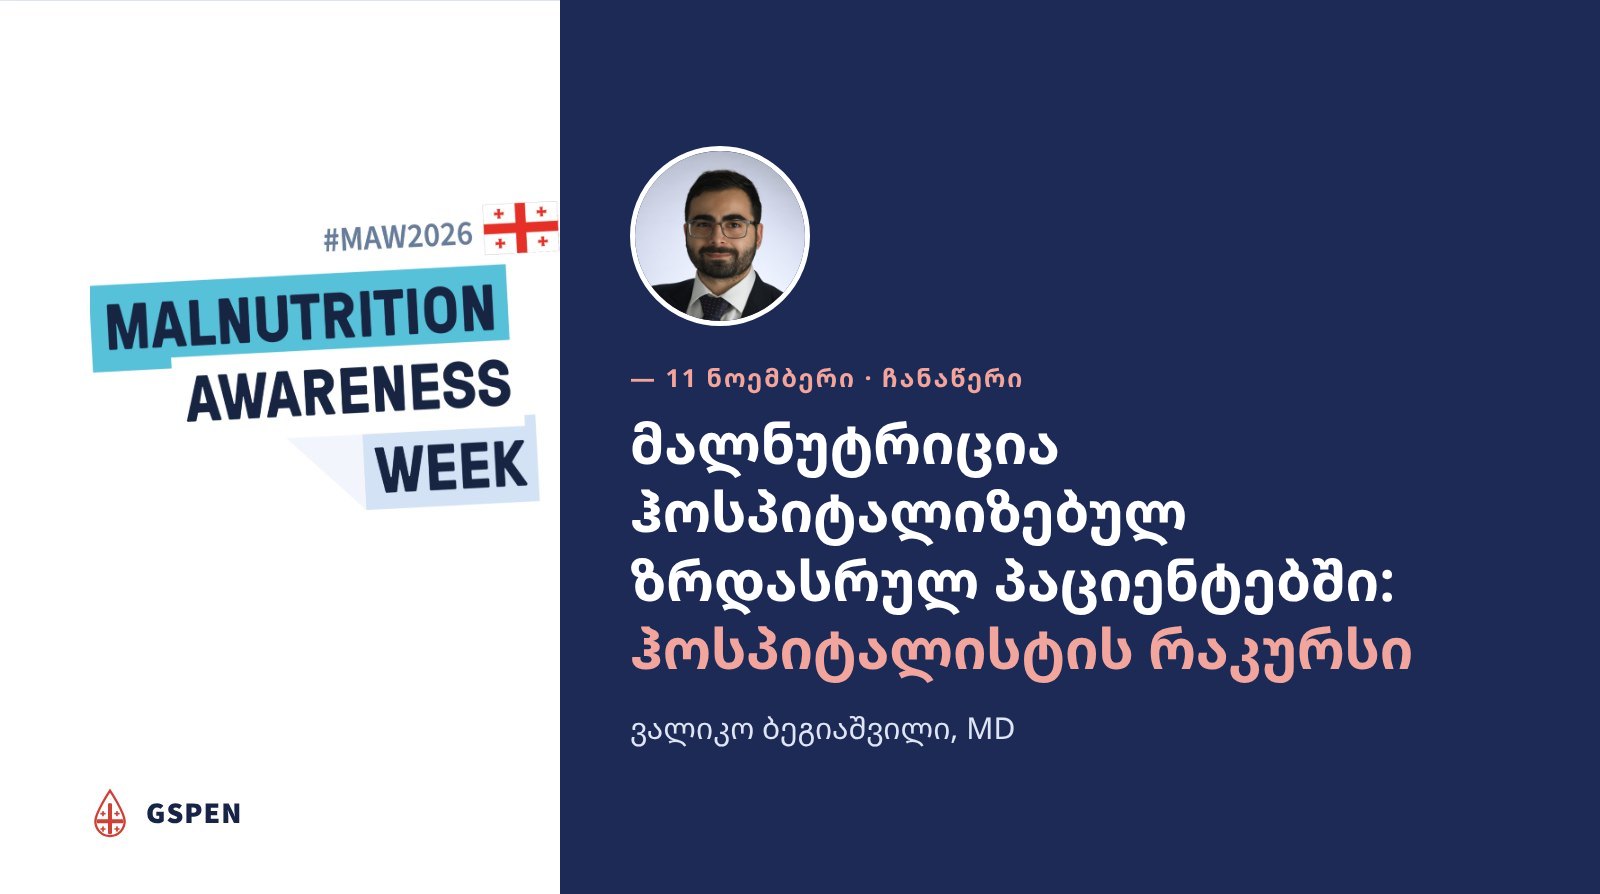 #MAW2026
MALNUTRITION
AWARENESS
WEEK
GSPEN
— 11 ნოემბერი · ჩანაწერი
მალნუტრიცია
ჰოსპიტალიზებულ
ზრდასრულ პაციენტებში:
ჰოსპიტალისტის რაკურსი
ვალიკო ბეგიაშვილი, MD